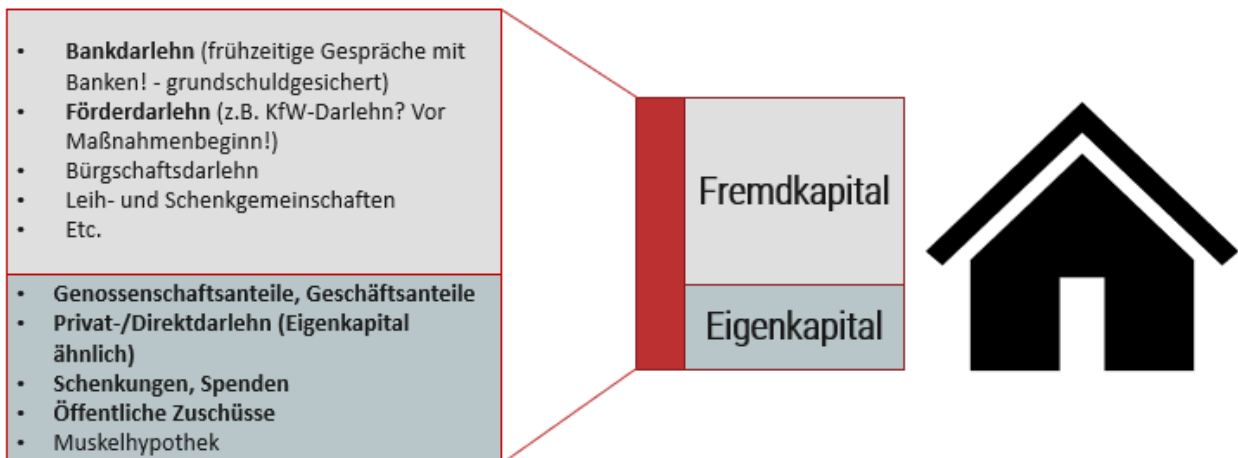 • Bankdarlehn (frühzeitige Gespräche mit
Banken! - grundschuldgesichert)
• Förderdarlehn (z.B. KfW-Darlehn? Vor
Maßnahmenbeginn!)
• Bürgschaftsdarlehn
• Leih- und Schenkgemeinschaften
• Etc.
• Genossenschaftsanteile, Geschäftsanteile
• Privat-/Direktdarlehn (Eigenkapital
ähnlich)
• Schenkungen, Spenden
• Öffentliche Zuschüsse
• Muskelhypothek
Fremdkapital
Eigenkapital